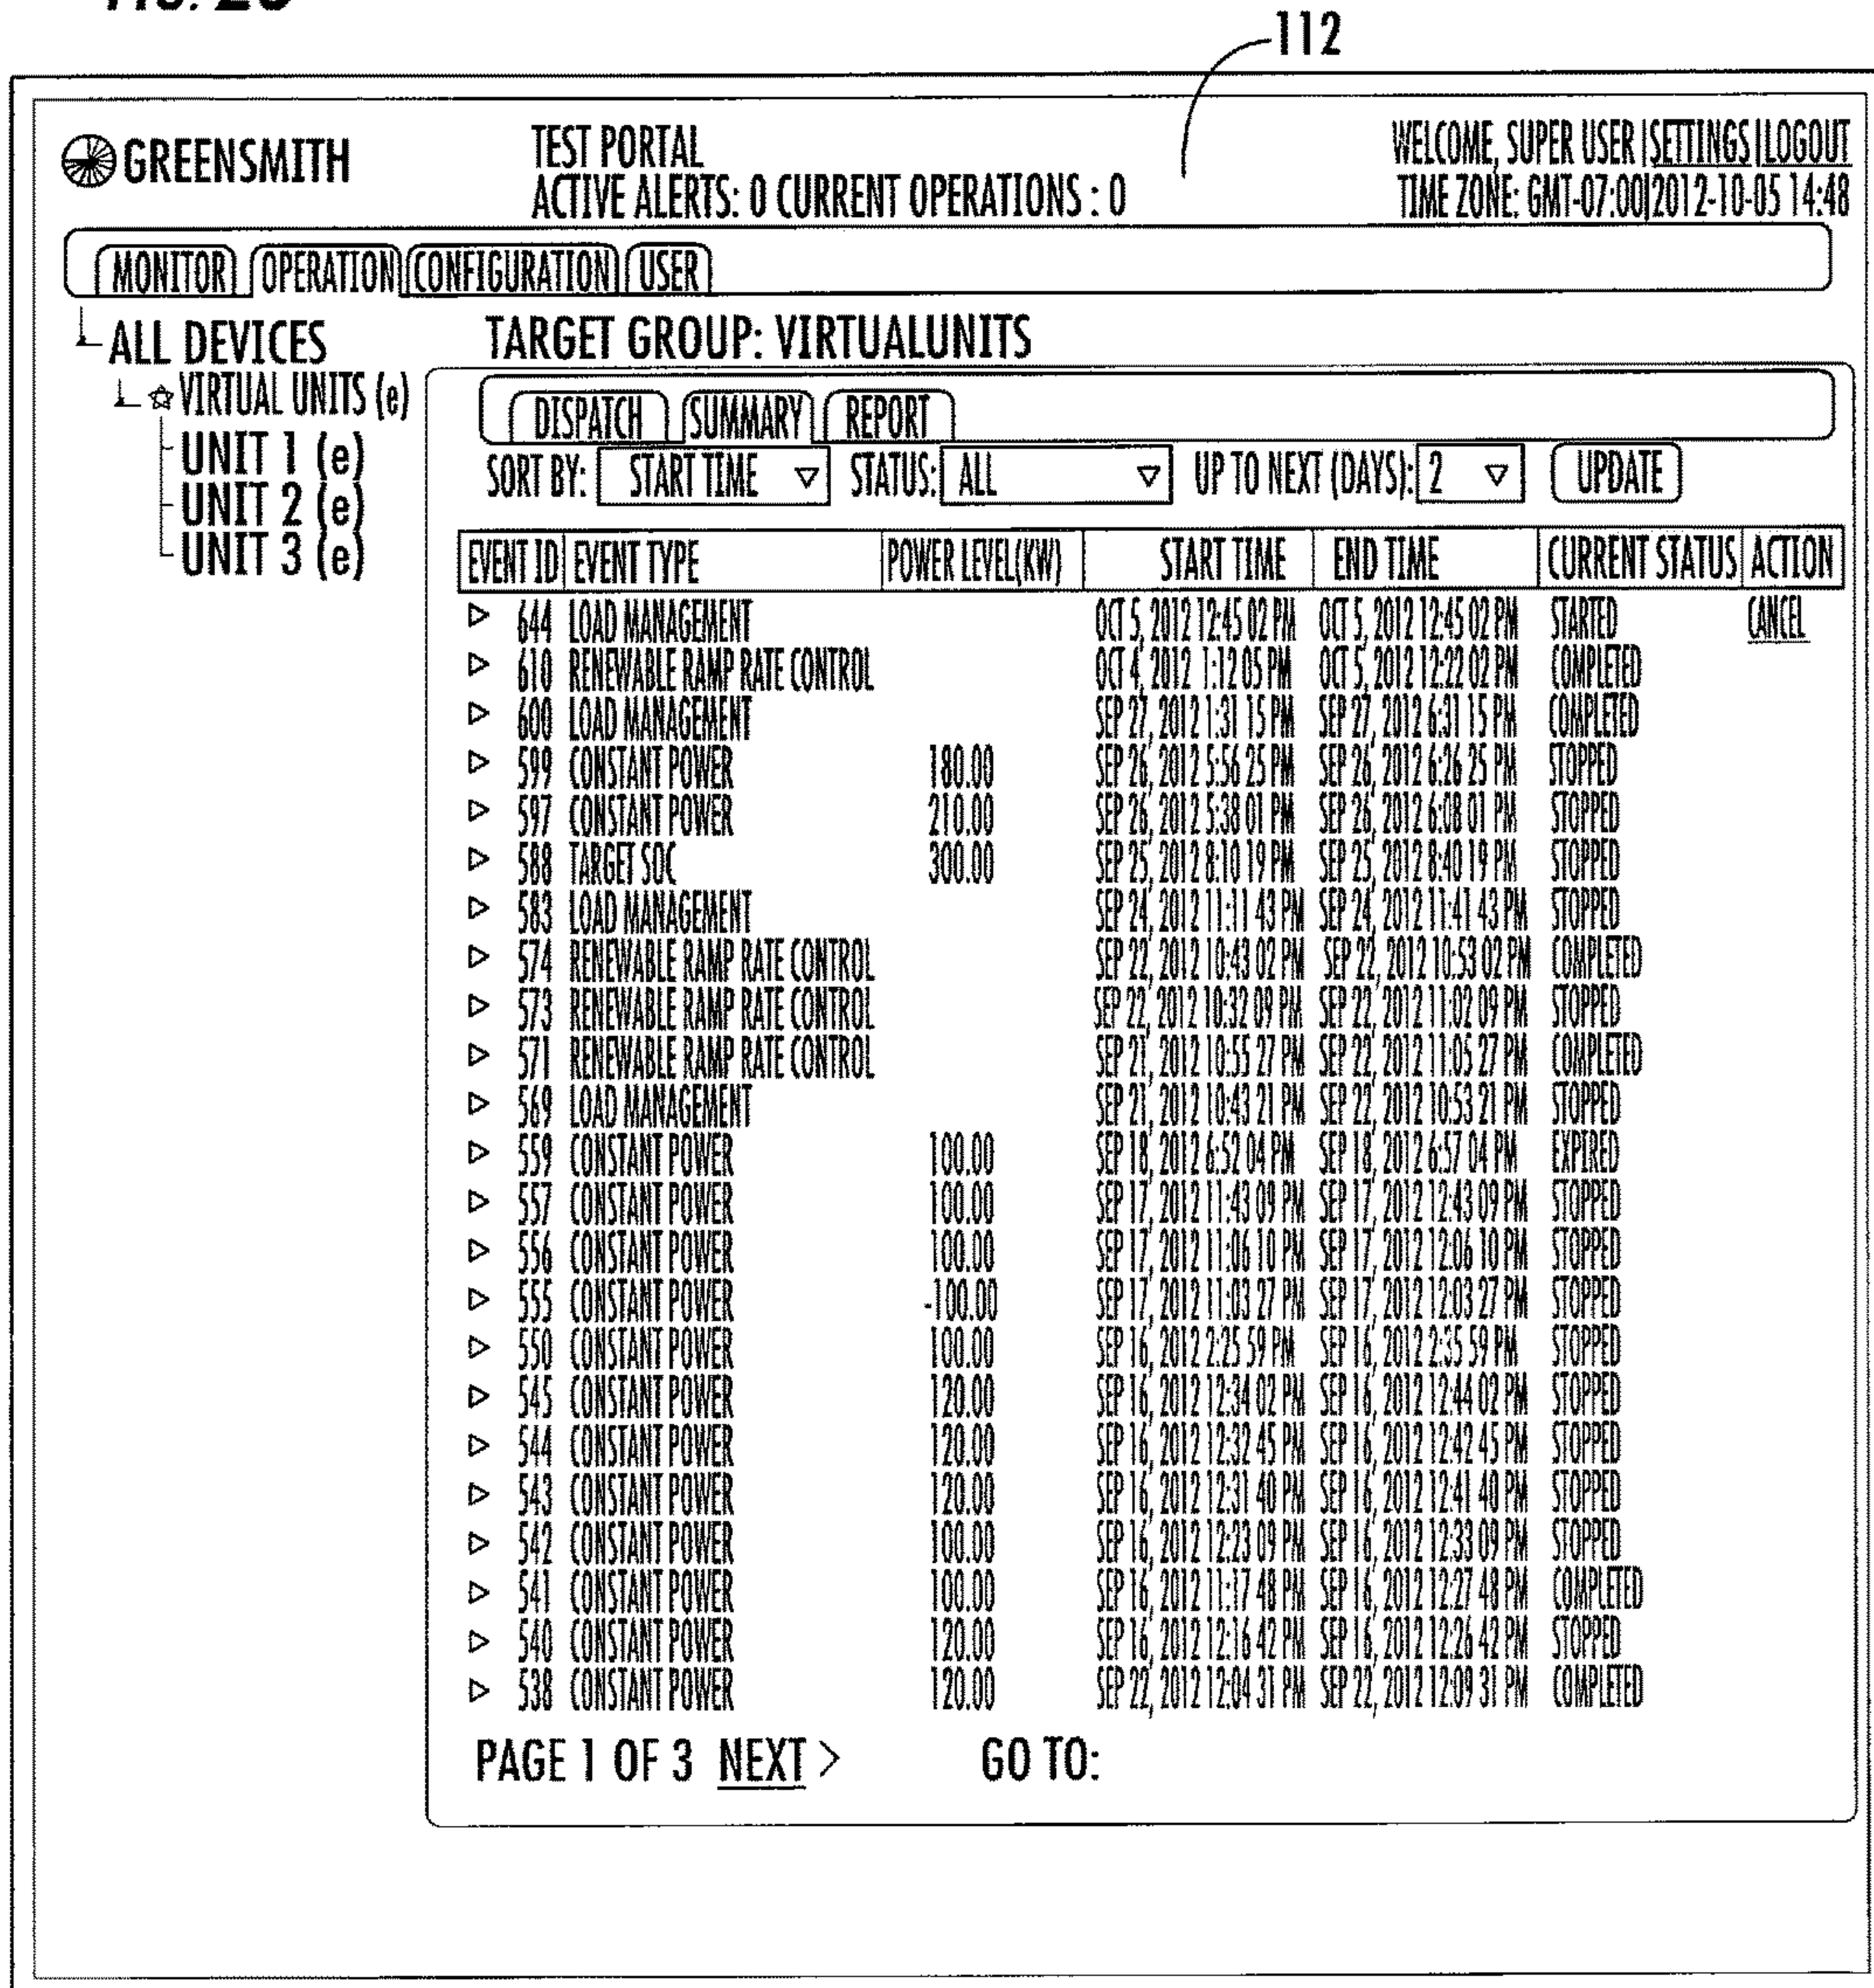 112
GREENSMITH
TEST PORTAL
ACTIVE ALERTS: 0 CURRENT OPERATIONS : 0
WELCOME, SUPER USER |SETTINGS|LOGOUT
TIME ZONE: GMT-07:00|2012-10-05 14:48
MONITOR OPERATION CONFIGURATION USER
ALL DEVICES
VIRTUAL UNITS (e)
UNIT 1 (e)
UNIT 2 (e)
UNIT 3 (e)
TARGET GROUP: VIRTUALUNITS
DISPATCH SUMMARY REPORT
SORT BY: START TIME STATUS: ALL UP TO NEXT (DAYS): 2 UPDATE
EVENT ID EVENT TYPE POWER LEVEL(KW) START TIME END TIME CURRENT STATUS ACTION
644 LOAD MANAGEMENT OCT 5, 2012 12:45 02 PM OCT 5, 2012 12:45 02 PM STARTED CANCEL
610 RENEWABLE RAMP RATE CONTROL OCT 4, 2012 1:12 05 PM OCT 5, 2012 12:22 02 PM COMPLETED
600 LOAD MANAGEMENT SEP 27, 2012 1:31 15 PM SEP 27, 2012 6:31 15 PM COMPLETED
599 CONSTANT POWER 180.00 SEP 26, 2012 5:56 25 PM SEP 26, 2012 6:26 25 PM STOPPED
597 CONSTANT POWER 210.00 SEP 26, 2012 5:38 01 PM SEP 26, 2012 6:08 01 PM STOPPED
588 TARGET SOC 300.00 SEP 25, 2012 8:10 19 PM SEP 25, 2012 8:40 19 PM STOPPED
583 LOAD MANAGEMENT SEP 24, 2012 11:11 43 PM SEP 24, 2012 11:41 43 PM STOPPED
574 RENEWABLE RAMP RATE CONTROL SEP 22, 2012 10:43 02 PM SEP 22, 2012 10:53 02 PM COMPLETED
573 RENEWABLE RAMP RATE CONTROL SEP 22, 2012 10:32 09 PM SEP 22, 2012 11:02 09 PM STOPPED
571 RENEWABLE RAMP RATE CONTROL SEP 21, 2012 10:55 27 PM SEP 22, 2012 11:05 27 PM COMPLETED
569 LOAD MANAGEMENT SEP 21, 2012 10:43 21 PM SEP 22, 2012 10:53 21 PM STOPPED
559 CONSTANT POWER 100.00 SEP 18, 2012 6:52 04 PM SEP 18, 2012 6:57 04 PM EXPIRED
557 CONSTANT POWER 100.00 SEP 17, 2012 11:43 09 PM SEP 17, 2012 12:43 09 PM STOPPED
556 CONSTANT POWER 100.00 SEP 17, 2012 11:06 10 PM SEP 17, 2012 12:06 10 PM STOPPED
555 CONSTANT POWER -100.00 SEP 17, 2012 11:03 27 PM SEP 17, 2012 12:03 27 PM STOPPED
550 CONSTANT POWER 100.00 SEP 16, 2012 2:25 59 PM SEP 16, 2012 2:35 59 PM STOPPED
545 CONSTANT POWER 120.00 SEP 16, 2012 12:34 02 PM SEP 16, 2012 12:44 02 PM STOPPED
544 CONSTANT POWER 120.00 SEP 16, 2012 12:32 45 PM SEP 16, 2012 12:42 45 PM STOPPED
543 CONSTANT POWER 120.00 SEP 16, 2012 12:31 40 PM SEP 16, 2012 12:41 40 PM STOPPED
542 CONSTANT POWER 100.00 SEP 16, 2012 12:23 09 PM SEP 16, 2012 12:33 09 PM STOPPED
541 CONSTANT POWER 100.00 SEP 16, 2012 11:17 48 PM SEP 16, 2012 12:27 48 PM COMPLETED
540 CONSTANT POWER 120.00 SEP 16, 2012 12:16 42 PM SEP 16, 2012 12:26 42 PM STOPPED
538 CONSTANT POWER 120.00 SEP 22, 2012 12:04 31 PM SEP 22, 2012 12:09 31 PM COMPLETED
PAGE 1 OF 3 NEXT > GO TO: